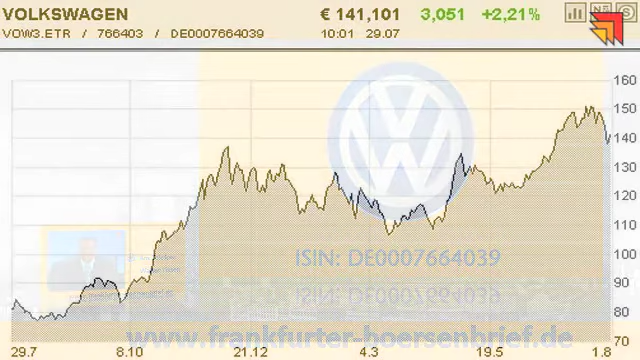 VOLKSWAGEN € 141,101 3,051 +2,21%
VOW3.ETR / 766403 / DE0007664039 10:01 29.07
160
150
140
130
120
110
100
90
80
70
ISIN: DE0007664039
www.frankfurter-boersenbrief.de
29.7 8.10 21.12 4.3 19.5 1.8